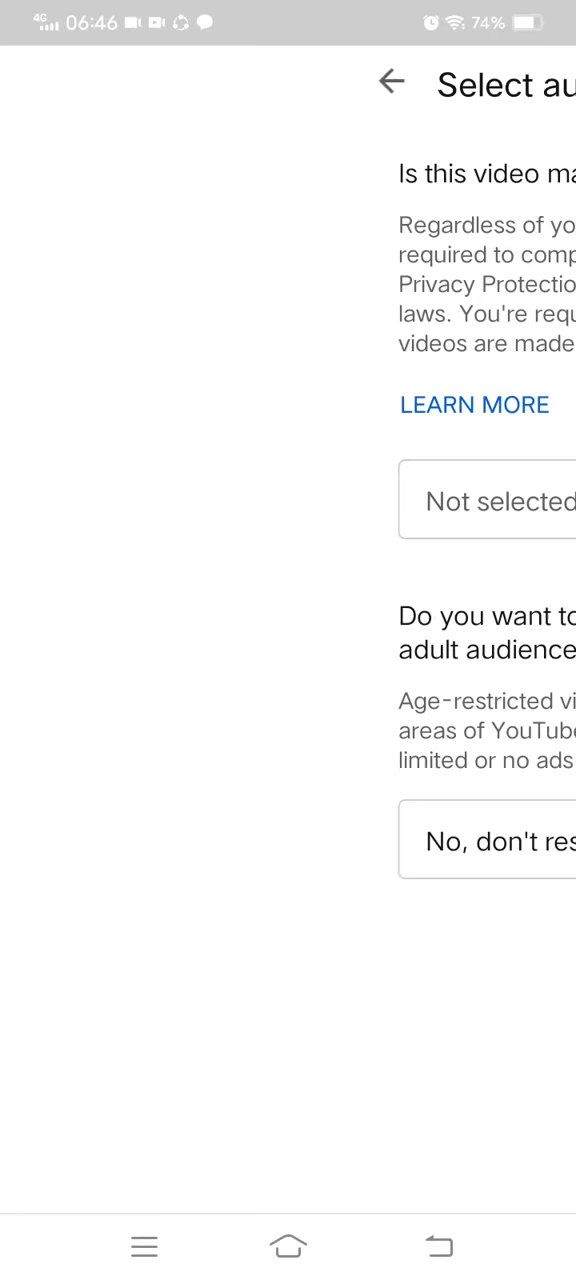 4G 06:46 74%
Select au
Is this video ma
Regardless of yo
required to comp
Privacy Protectio
laws. You're requ
videos are made
LEARN MORE
Not selected
Do you want to
adult audience
Age-restricted vi
areas of YouTube
limited or no ads
No, don't res